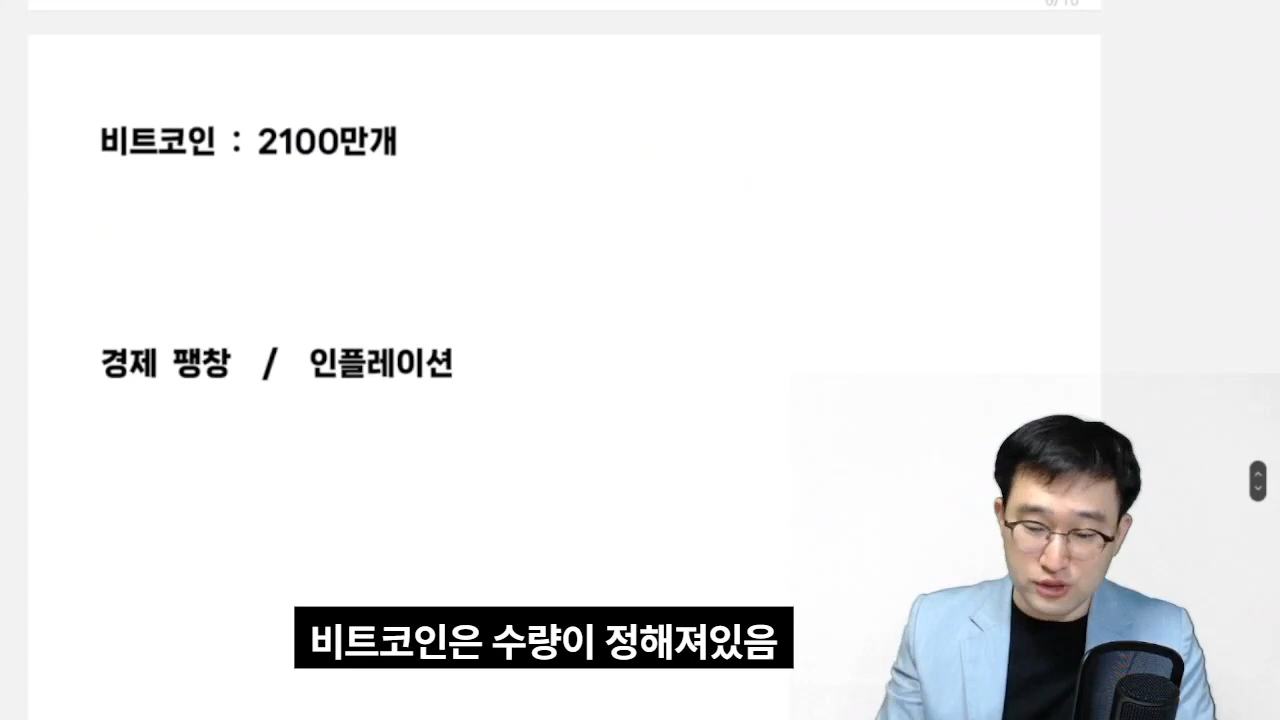 비트코인 : 2100만개
경제 팽창 / 인플레이션
비트코인은 수량이 정해져있음